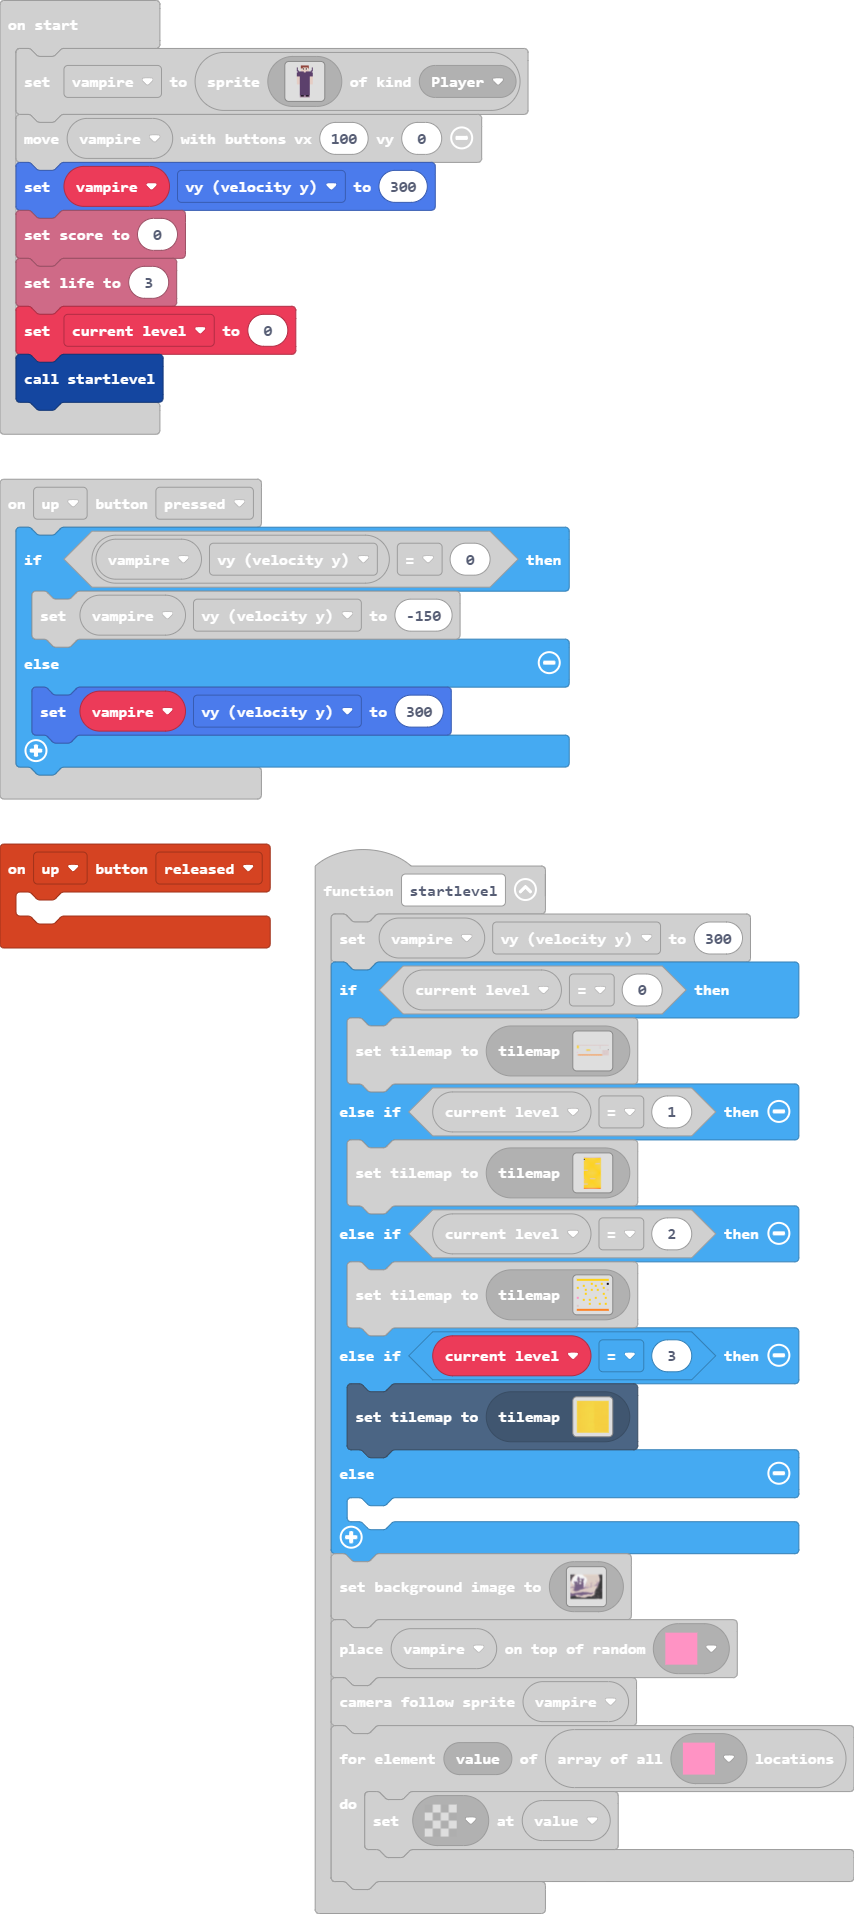 on start
set vampire to sprite of kind Player
move vampire with buttons vx 100 vy 0
set vampire vy (velocity y) to 300
set score to 0
set life to 3
set current level to 0
call startlevel
on up button pressed
if vampire vy (velocity y) = 0 then
set vampire vy (velocity y) to -150
else
set vampire vy (velocity y) to 300
on up button released
function startlevel
set vampire vy (velocity y) to 300
if current level = 0 then
set tilemap to tilemap
else if current level = 1 then
set tilemap to tilemap
else if current level = 2 then
set tilemap to tilemap
else if current level = 3 then
set tilemap to tilemap
else
set background image to
place vampire on top of random
camera follow sprite vampire
for element value of array of all locations
do
set at value